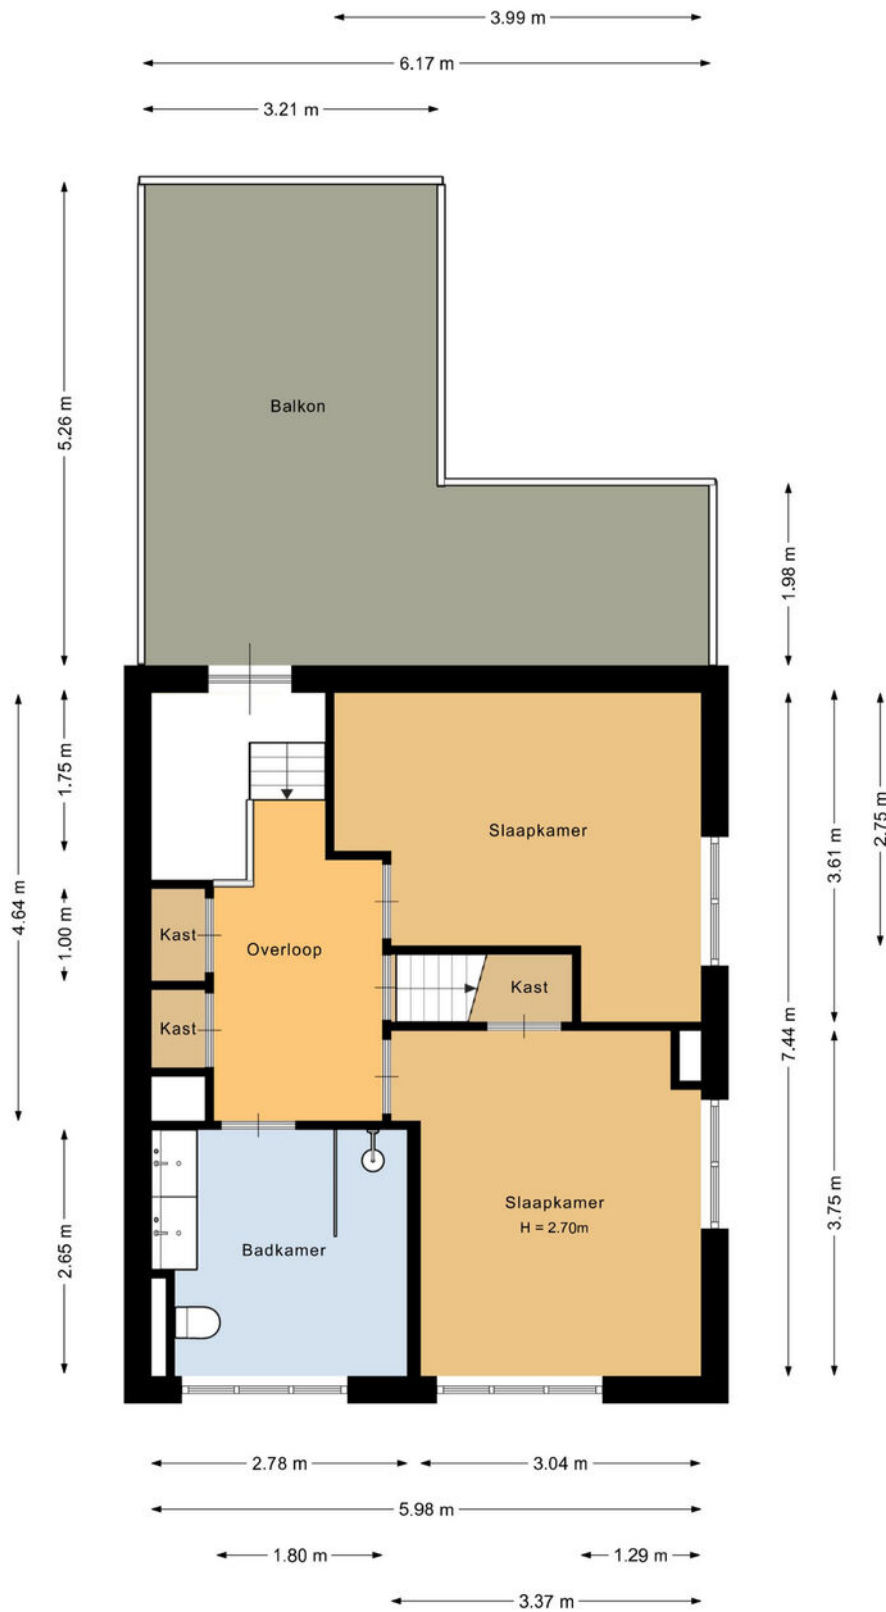 3.99 m
6.17 m
3.21 m
5.26 m
Balkon
1.98 m
1.75 m
4.64 m
1.00 m
Slaapkamer
2.75 m
3.61 m
7.44 m
Kast
Overloop
Kast
Kast
Slaapkamer
H = 2.70m
3.75 m
2.65 m
Badkamer
2.78 m
3.04 m
5.98 m
1.80 m
1.29 m
3.37 m